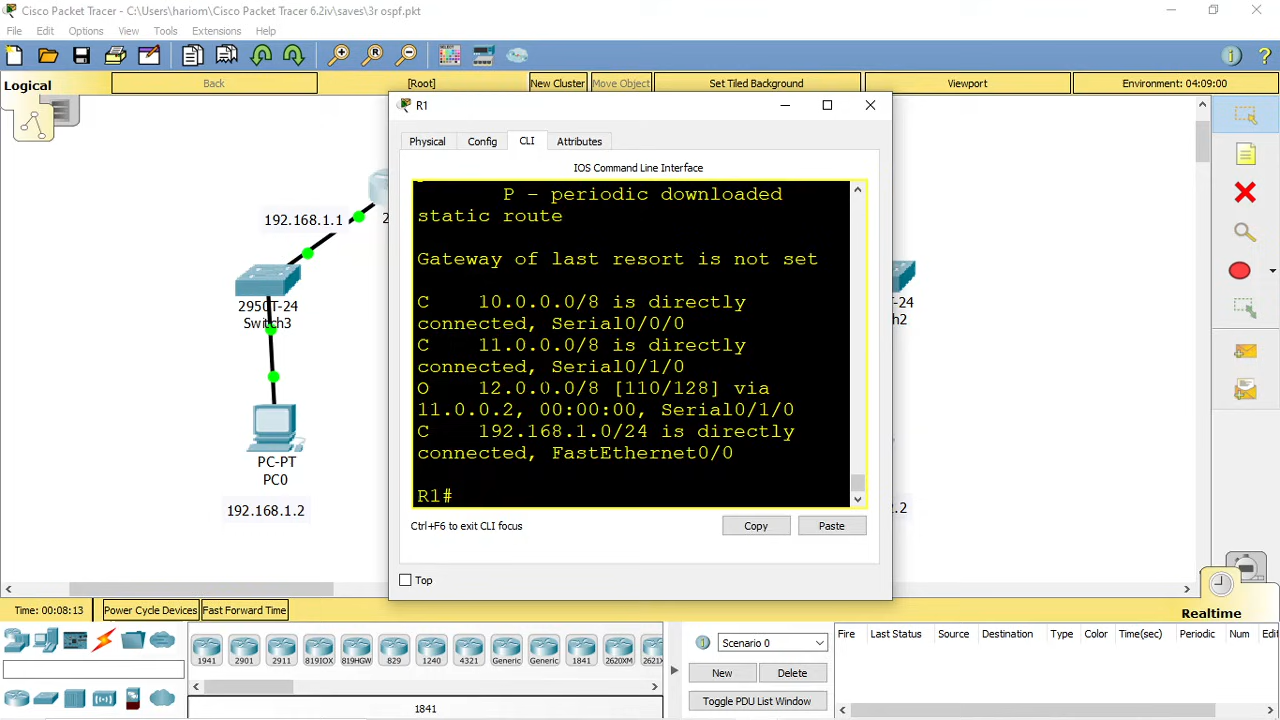 Cisco Packet Tracer - C:\Users\hariom\Cisco Packet Tracer 6.2iv\saves\3r ospf.pkt
File Edit Options View Tools Extensions Help
Logical Back [Root] New Cluster Move Object Set Tiled Background Viewport Environment: 04:09:00
R1
Physical Config CLI Attributes
IOS Command Line Interface
P - periodic downloaded
static route
Gateway of last resort is not set
C 10.0.0.0/8 is directly
connected, Serial0/0/0
C 11.0.0.0/8 is directly
connected, Serial0/1/0
O 12.0.0.0/8 [110/128] via
11.0.0.2, 00:00:00, Serial0/1/0
C 192.168.1.0/24 is directly
connected, FastEthernet0/0
R1#
Ctrl+F6 to exit CLI focus Copy Paste
Top
192.168.1.1
2
2950T-24
Switch3
PC-PT
PC0
192.168.1.2
-24
h2
.2
Time: 00:08:13 Power Cycle Devices Fast Forward Time Realtime
1941 2901 2911 819IOX 819HGW 829 1240 4321 Generic Generic 1841 2620XM 2621X
1841
Scenario 0
New Delete
Toggle PDU List Window
Fire Last Status Source Destination Type Color Time(sec) Periodic Num Edi